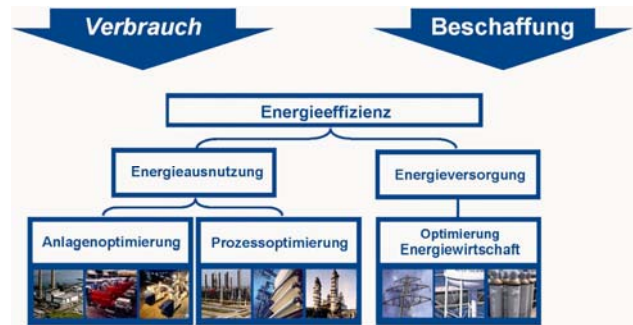 Verbrauch
Beschaffung
Energieeffizienz
Energieausnutzung
Energieversorgung
Anlagenoptimierung
Prozessoptimierung
Optimierung
Energiewirtschaft